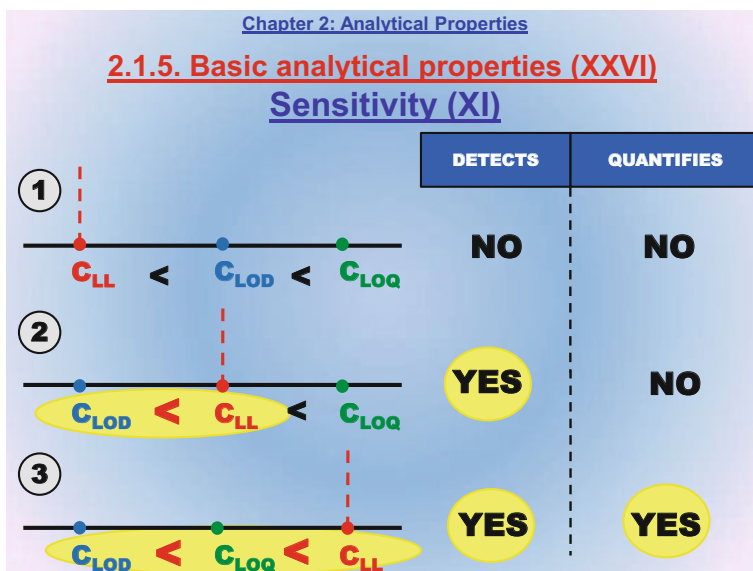 Chapter 2: Analytical Properties
2.1.5. Basic analytical properties (XXVI)
Sensitivity (XI)
DETECTS QUANTIFIES
1
NO NO
CLL < CLOD < CLOQ
2
YES NO
CLOD < CLL < CLOQ
3
YES YES
CLOD < CLOQ < CLL